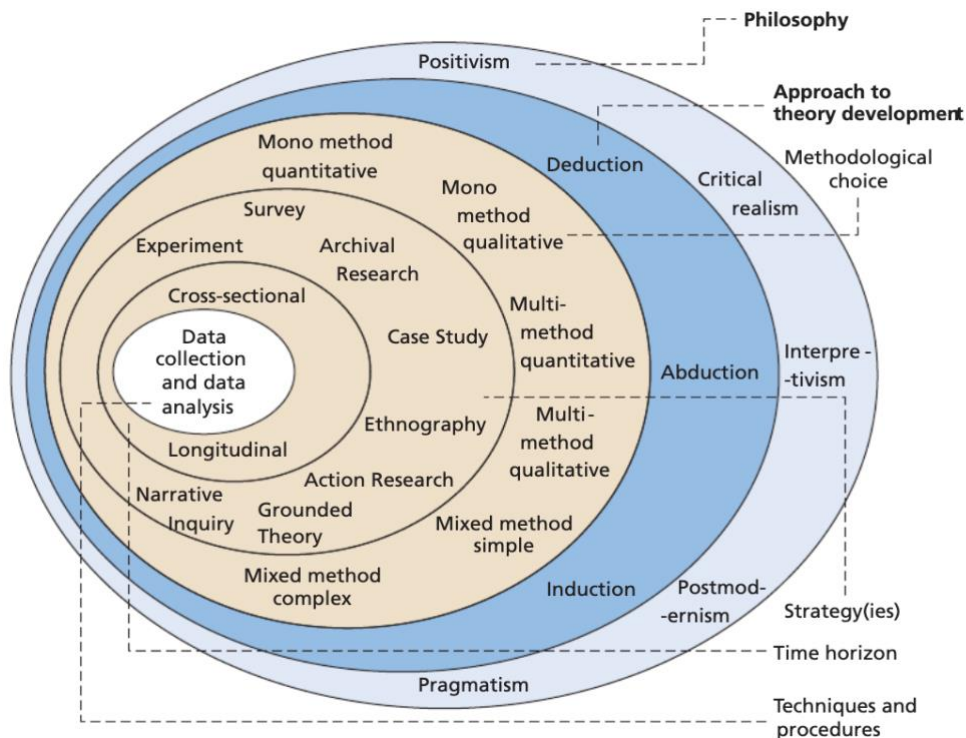 Philosophy
Positivism
Approach to
theory development
Mono method
quantitative
Deduction
Methodological
choice
Critical
realism
Mono
method
qualitative
Survey
Experiment
Archival
Research
Cross-sectional
Multi-
method
quantitative
Case Study
Data
collection
and data
analysis
Interpre -
-tivism
Abduction
Ethnography
Multi-
method
qualitative
Longitudinal
Action Research
Narrative
Inquiry
Grounded
Theory
Mixed method
simple
Mixed method
complex
Induction
Postmod-
-ernism
Strategy(ies)
Time horizon
Pragmatism
Techniques and
procedures